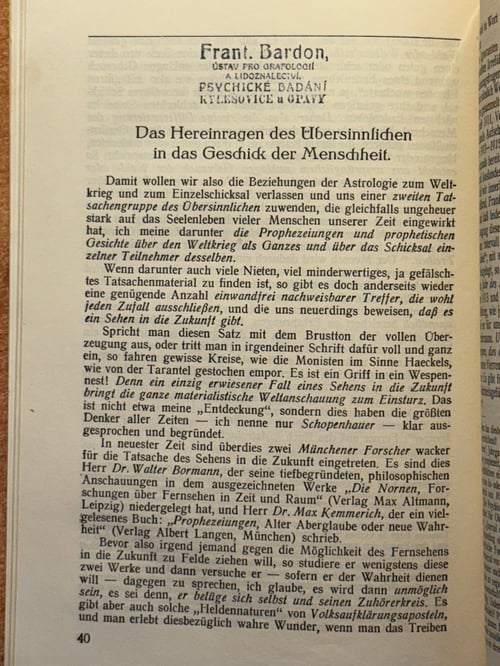 Frant. Bardon,
ÚSTAV PRO GRAFOLOGII
A LIDOZNALECTVÍ.
PSYCHICKÉ BADÁNÍ
KYLEŠOVICE u OPAVY
Das Hereinragen des Übersinnlichen
in das Geschick der Menschheit.
Damit wollen wir also die Beziehungen der Astrologie zum Welt-
krieg und zum Einzelschicksal verlassen und uns einer zweiten Tat-
sachengruppe des Übersinnlichen zuwenden, die gleichfalls ungeheuer
stark auf das Seelenleben vieler Menschen unserer Zeit eingewirkt
hat, ich meine darunter die Prophezeiungen und prophetischen
Gesichte über den Weltkrieg als Ganzes und über das Schicksal ein-
zelner Teilnehmer desselben.
Wenn darunter auch viele Nieten, viel minderwertiges, ja gefälsch-
tes Tatsachenmaterial zu finden ist, so gibt es doch anderseits wieder
eine genügende Anzahl einwandfrei nachweisbarer Treffer, die wohl
jeden Zufall ausschließen, und die uns neuerdings beweisen, daß es
ein Sehen in die Zukunft gibt.
Spricht man diesen Satz mit dem Brustton der vollen Über-
zeugung aus, oder tritt man in irgendeiner Schrift dafür voll und ganz
ein, so fahren gewisse Kreise, wie die Monisten im Sinne Haeckels,
wie von der Tarantel gestochen empor. Es ist ein Griff in ein Wespen-
nest! Denn ein einzig erwiesener Fall eines Sehens in die Zukunft
bringt die ganze materialistische Weltanschauung zum Einsturz. Das
ist nicht etwa meine „Entdeckung", sondern dies haben die größten
Denker aller Zeiten — ich nenne nur Schopenhauer — klar aus-
gesprochen und begründet.
In neuester Zeit sind überdies zwei Münchener Forscher wacker
für die Tatsache des Sehens in die Zukunft eingetreten. Es sind dies
Herr Dr. Walter Bormann, der seine tiefbegründeten, philosophischen
Anschauungen in dem ausgezeichneten Werke „Die Nornen, For-
schungen über Fernsehen in Zeit und Raum" (Verlag Max Altmann,
Leipzig) niedergelegt hat, und Herr Dr. Max Kemmerich, der ein viel-
gelesenes Buch: „Prophezeiungen, Alter Aberglaube oder neue Wahr-
heit" (Verlag Albert Langen, München) schrieb.
Bevor also irgend jemand gegen die Möglichkeit des Fernsehens
in die Zukunft zu Felde ziehen will, so studiere er wenigstens diese
zwei Werke und dann versuche er — sofern er der Wahrheit dienen
will — dagegen zu sprechen, ich glaube, es wird dann unmöglich
sein, es sei denn, er belüge sich selbst und seinen Zuhörerkreis. Es
gibt aber auch solche „Heldennaturen" von Volksaufklärungsaposteln,
und man erlebt diesbezüglich wahre Wunder, wenn man das Treiben
40